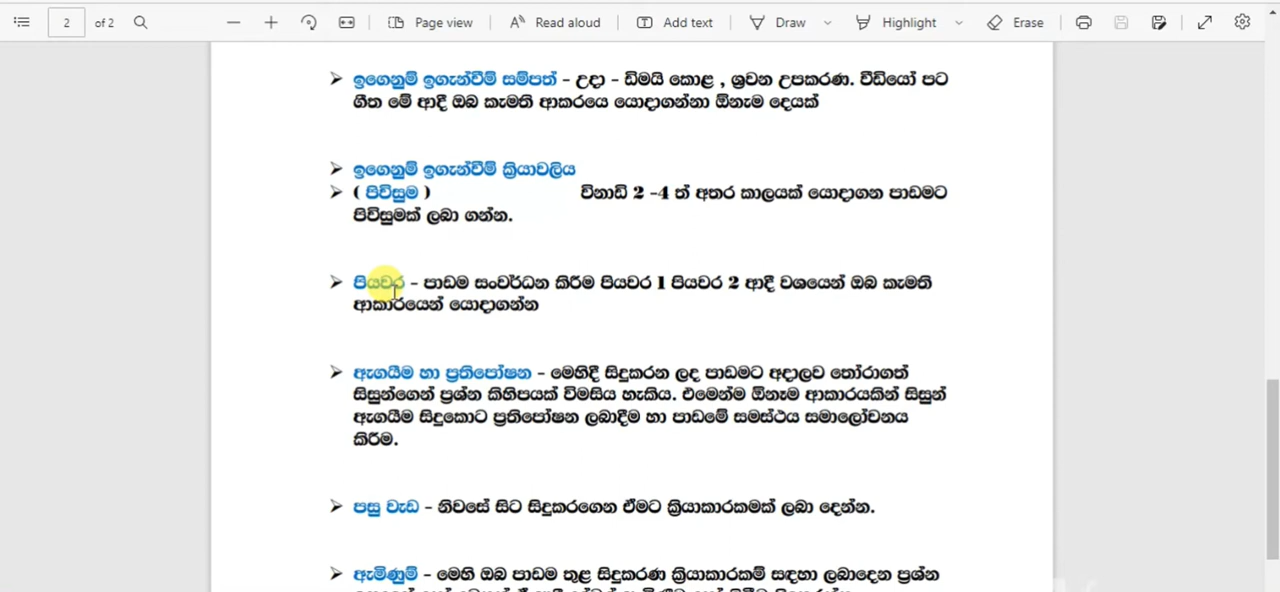 2 of 2 Page view Read aloud Add text Draw Highlight Erase
➢ ඉගෙනුම් ඉගැන්වීම් සම්පත් - උදා - ඩිමයි කොළ , ශ්‍රවන උපකරණ. වීඩියෝ පට
ගීත මේ ආදී ඔබ කැමති ආකරයෙ යොදාගන්නා ඕනැම දෙයක්
➢ ඉගෙනුම් ඉගැන්වීම් ක්‍රියාවලිය
➢ ( පිවිසුම ) විනාඩි 2 -4 ත් අතර කාලයක් යොදාගන පාඩමට
පිවිසුමක් ලබා ගන්න.
➢ පියවර - පාඩම සංවර්ධන කිරීම පියවර 1 පියවර 2 ආදී වශයෙන් ඔබ කැමති
ආකාරයෙන් යොදාගන්න
➢ ඇගයීම හා ප්‍රතිපෝෂන - මෙහිදී සිදුකරන ලද පාඩමට අදාලව තෝරාගත්
සිසුන්ගෙන් ප්‍රශ්න කිහිපයක් විමසිය හැකිය. එමෙන්ම ඕනෑම ආකාරයකින් සිසුන්
ඇගයීම සිදුකොට ප්‍රතිපෝෂන ලබාදීම හා පාඩමේ සමස්ථය සමාලෝචනය
කිරීම.
➢ පසු වැඩ - නිවසේ සිට සිදුකරගෙන ඒමට ක්‍රියාකාරකමක් ලබා දෙන්න.
➢ ඇමිණුම් - මෙහි ඔබ පාඩම තුළ සිදුකරණ ක්‍රියාකාරකම් සඳහා ලබාදෙන ප්‍රශ්න